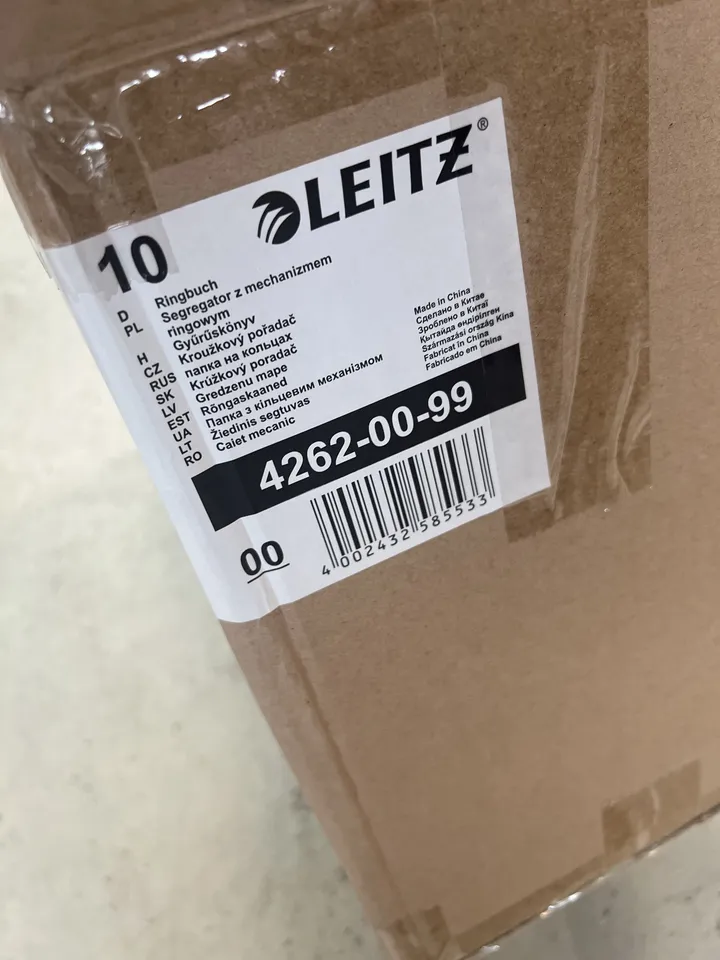 LEITZ®
10
D Ringbuch
PL Segregator z mechanizmem
ringowym
H Gyűrűskönyv
CZ Kroužkový pořadač
RUS папка на кольцах
SK Krúžkový poradač
LV Gredzenu mape
EST Rõngaskaaned
UA Папка з кільцевим механізмом
LT Žiedinis segtuvas
RO Caiet mecanic
Made in China
Сделано в Китае
Зроблено в Китаї
Қытайда өндірілген
Származási ország Kína
Fabricat in China
Fabricado em China
4262-00-99
00
4 002432 585533